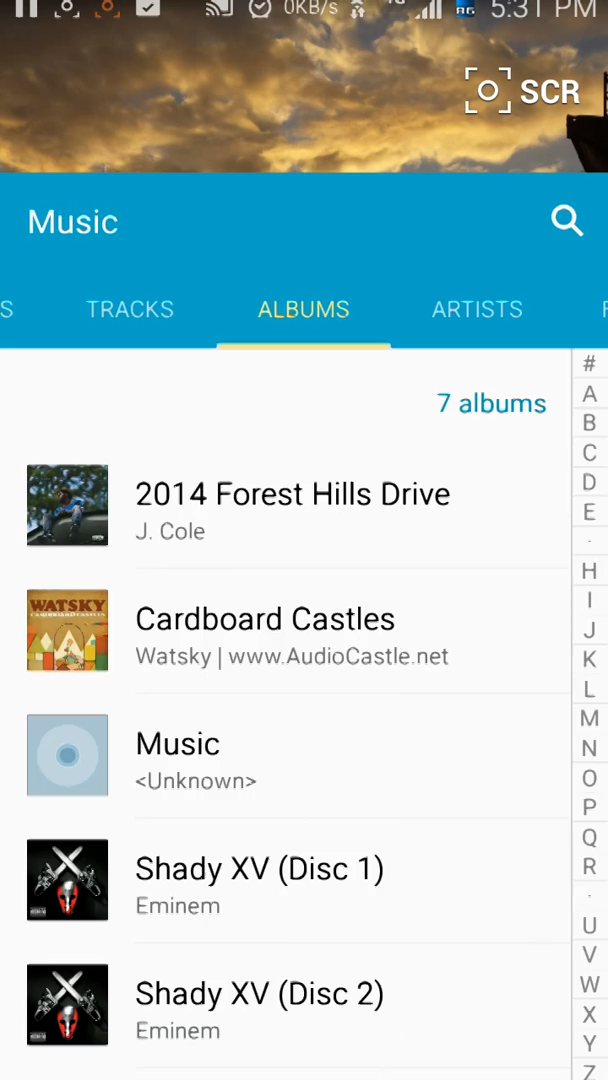 0KB/s 5:31 PM
SCR
Music
S TRACKS ALBUMS ARTISTS
7 albums
2014 Forest Hills Drive
J. Cole
WATSKY
Cardboard Castles
Watsky | www.AudioCastle.net
Music
<Unknown>
Shady XV (Disc 1)
Eminem
Shady XV (Disc 2)
Eminem
#
A
B
C
D
E
.
H
I
J
K
L
M
N
O
P
Q
R
.
U
V
W
X
Y
Z